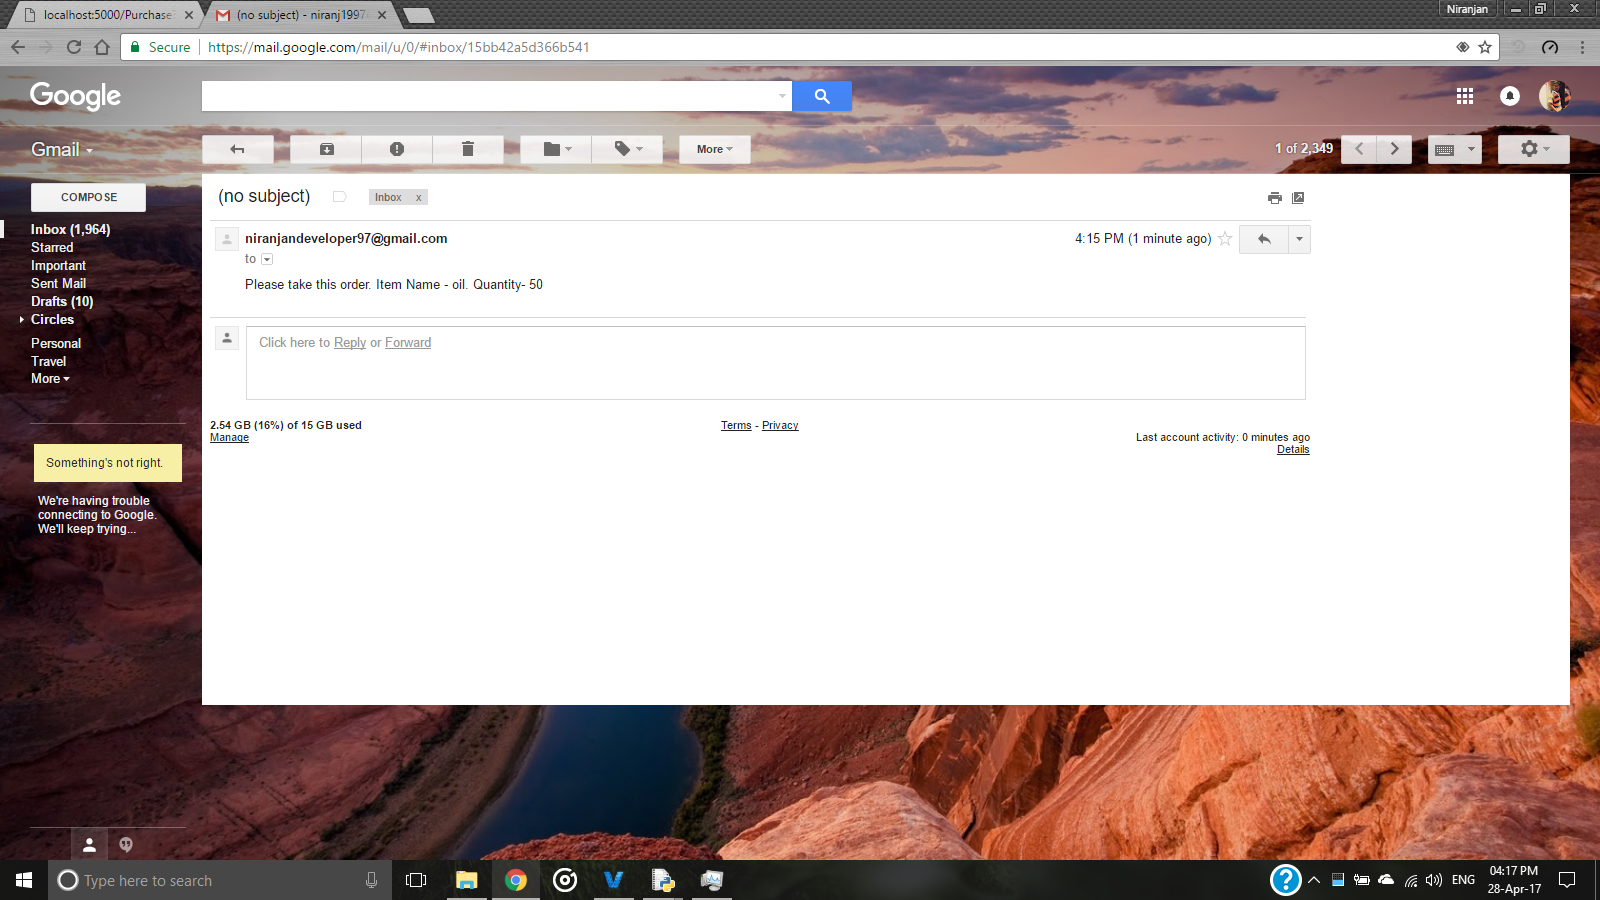 localhost:5000/Purchase
(no subject) - niranj1997
Niranjan
Secure
https://mail.google.com/mail/u/0/#inbox/15bb42a5d366b541
Google
Gmail
More
1 of 2,349
COMPOSE
(no subject)
Inbox x
Inbox (1,964)
Starred
Important
Sent Mail
Drafts (10)
Circles
Personal
Travel
More
niranjandeveloper97@gmail.com
4:15 PM (1 minute ago)
to
Please take this order. Item Name - oil. Quantity- 50
Click here to Reply or Forward
2.54 GB (16%) of 15 GB used
Manage
Terms - Privacy
Last account activity: 0 minutes ago
Details
Something's not right.
We're having trouble
connecting to Google.
We'll keep trying...
Type here to search
ENG
04:17 PM
28-Apr-17